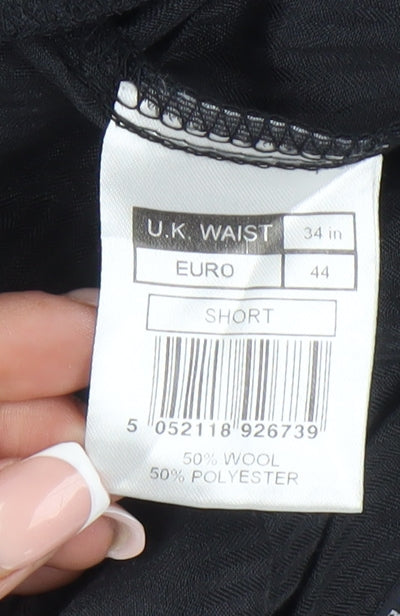 U.K. WAIST 34 in
EURO 44
SHORT
5 052118 926739
50% WOOL
50% POLYESTER